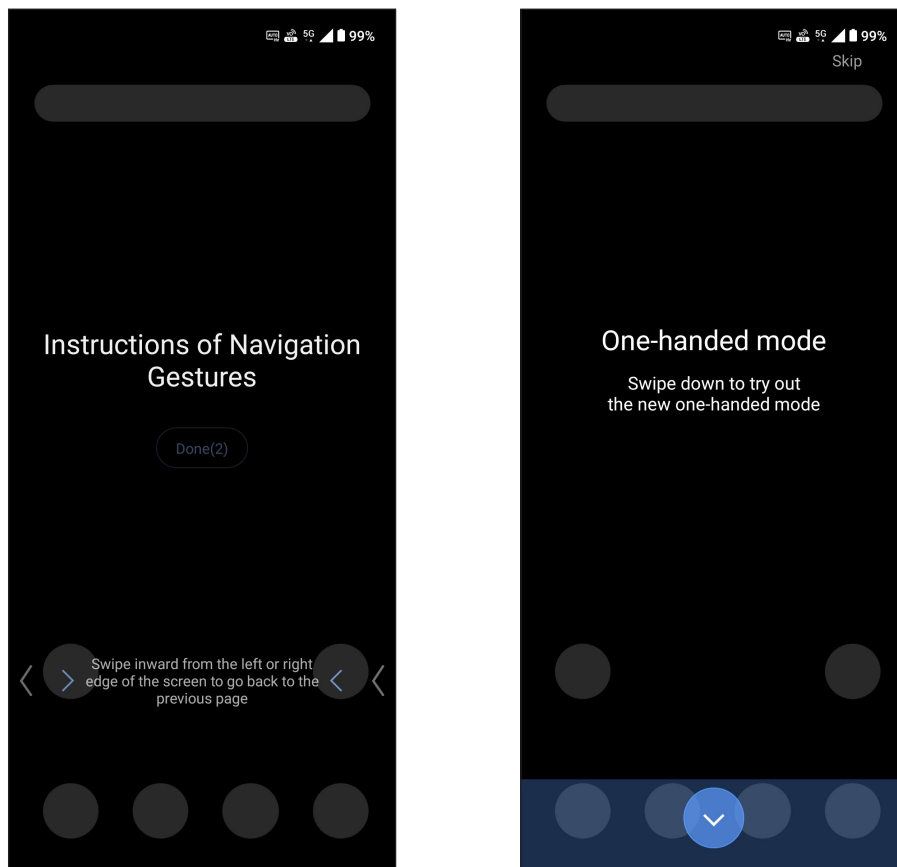 5G 99%
Instructions of Navigation
Gestures
Done(2)
Swipe inward from the left or right
edge of the screen to go back to the
previous page
5G 99%
Skip
One-handed mode
Swipe down to try out
the new one-handed mode